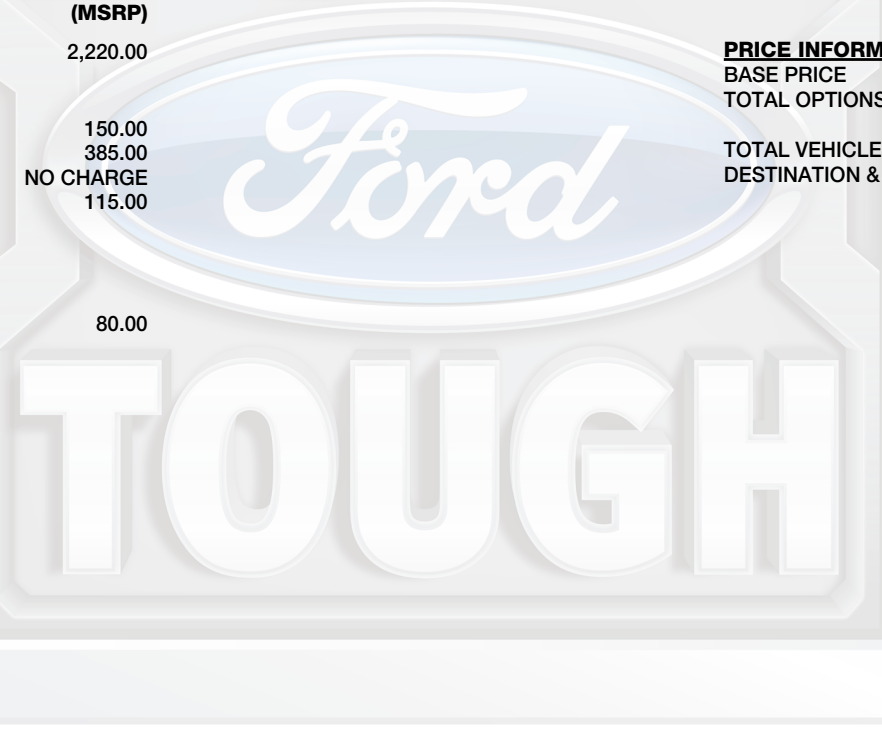 (MSRP)
2,220.00
150.00
385.00
NO CHARGE
115.00
80.00
PRICE INFORM
BASE PRICE
TOTAL OPTIONS
TOTAL VEHICLE
DESTINATION &
Ford
TOUGH